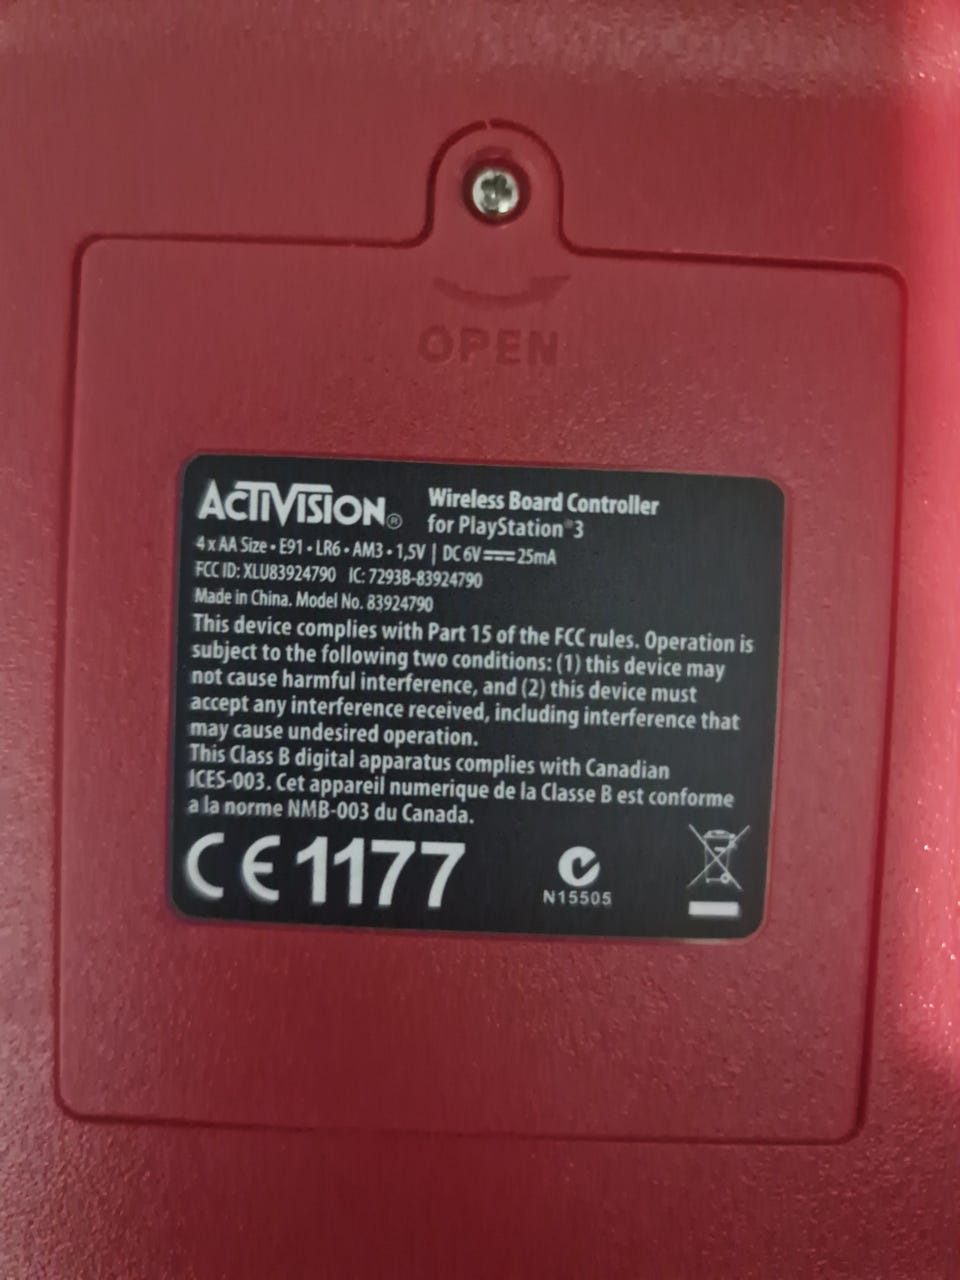 OPEN
ACTIVISION®
Wireless Board Controller
for PlayStation®3
4 x AA Size • E91 • LR6 • AM3 • 1,5V | DC 6V ⎓ 25mA
FCC ID: XLU83924790 IC: 7293B-83924790
Made in China. Model No. 83924790
This device complies with Part 15 of the FCC rules. Operation is
subject to the following two conditions: (1) this device may
not cause harmful interference, and (2) this device must
accept any interference received, including interference that
may cause undesired operation.
This Class B digital apparatus complies with Canadian
ICES-003. Cet appareil numerique de la Classe B est conforme
a la norme NMB-003 du Canada.
CE 1177
N15505